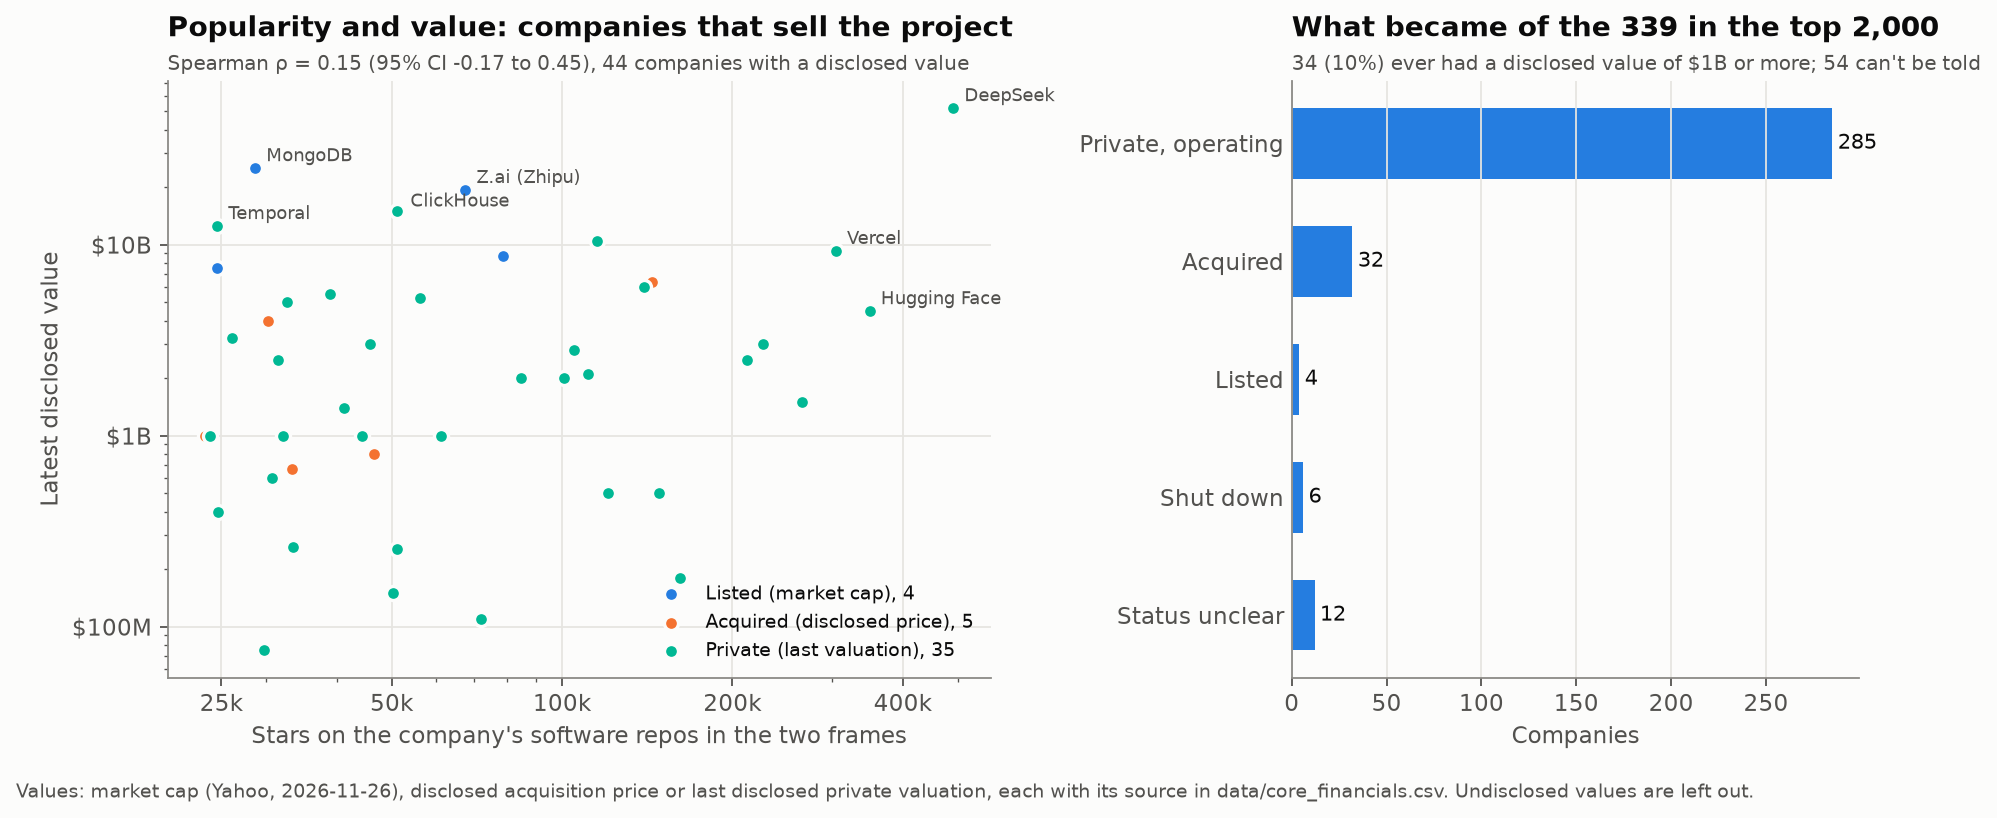 Popularity and value: companies that sell the project
Spearman ρ = 0.15 (95% CI -0.17 to 0.45), 44 companies with a disclosed value
Latest disclosed value
$10B
$1B
$100M
DeepSeek
MongoDB
Z.ai (Zhipu)
ClickHouse
Temporal
Vercel
Hugging Face
Listed (market cap), 4
Acquired (disclosed price), 5
Private (last valuation), 35
25k
50k
100k
200k
400k
Stars on the company's software repos in the two frames
What became of the 339 in the top 2,000
34 (10%) ever had a disclosed value of $1B or more; 54 can't be told
Private, operating
285
Acquired
32
Listed
4
Shut down
6
Status unclear
12
0
50
100
150
200
250
Companies
Values: market cap (Yahoo, 2026-11-26), disclosed acquisition price or last disclosed private valuation, each with its source in data/core_financials.csv. Undisclosed values are left out.